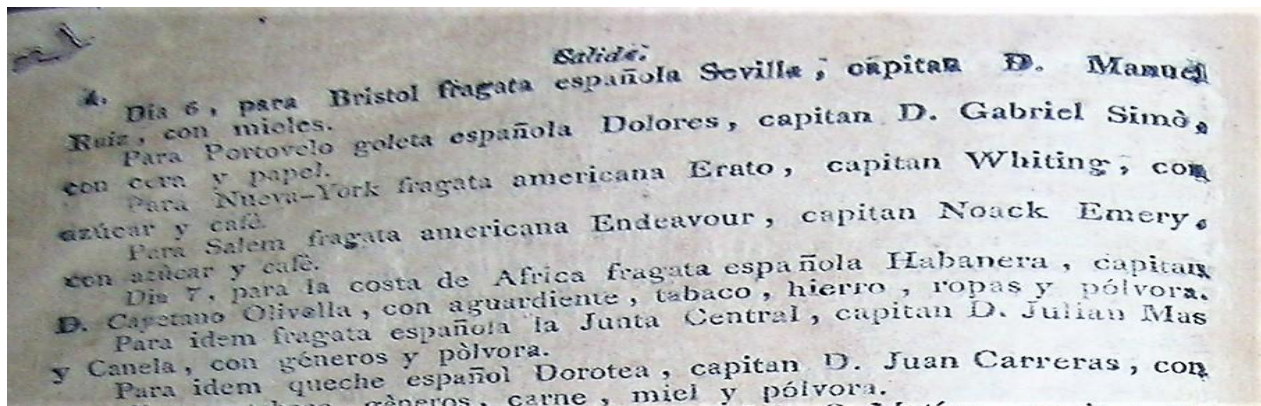 Salida.
Dia 6, para Bristol fragata española Sevilla, capitan D. Manuel
Ruiz, con mieles.
Para Portovelo goleta española Dolores, capitan D. Gabriel Simò,
con cera y papel.
Para Nueva-York fragata americana Erato, capitan Whiting, con
azúcar y cafè.
Para Salem fragata americana Endeavour, capitan Noack Emery,
con azúcar y cafè.
Dia 7, para la costa de Africa fragata española Habanera, capitan
D. Cayetano Olivella, con aguardiente, tabaco, hierro, ropas y pólvora.
Para idem fragata española la Junta Central, capitan D. Julian Mas
y Canela, con géneros y pòlvora.
Para idem queche español Dorotea, capitan D. Juan Carreras, con
gèneros, carne, miel y pólvora.